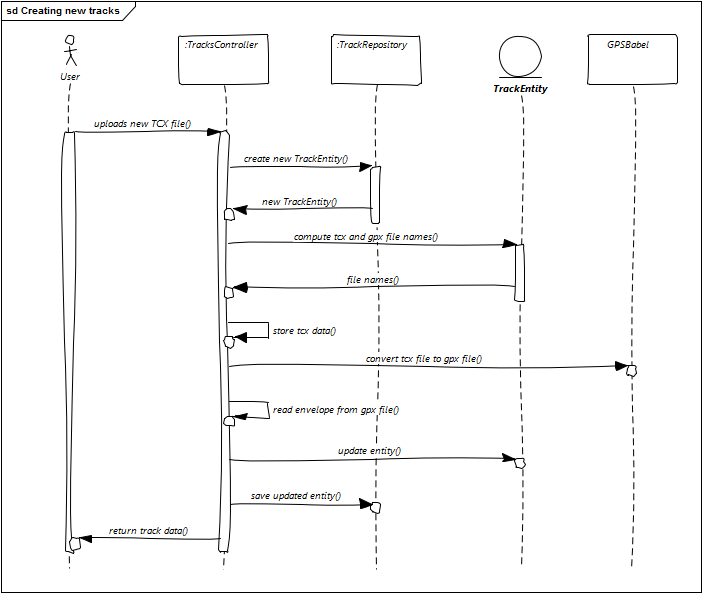 sd Creating new tracks
:TracksController
:TrackRepository
GPSBabel
User
TrackEntity
uploads new TCX file()
create new TrackEntity()
new TrackEntity()
compute tcx and gpx file names()
file names()
store tcx data()
convert tcx file to gpx file()
read envelope from gpx file()
update entity()
save updated entity()
return track data()